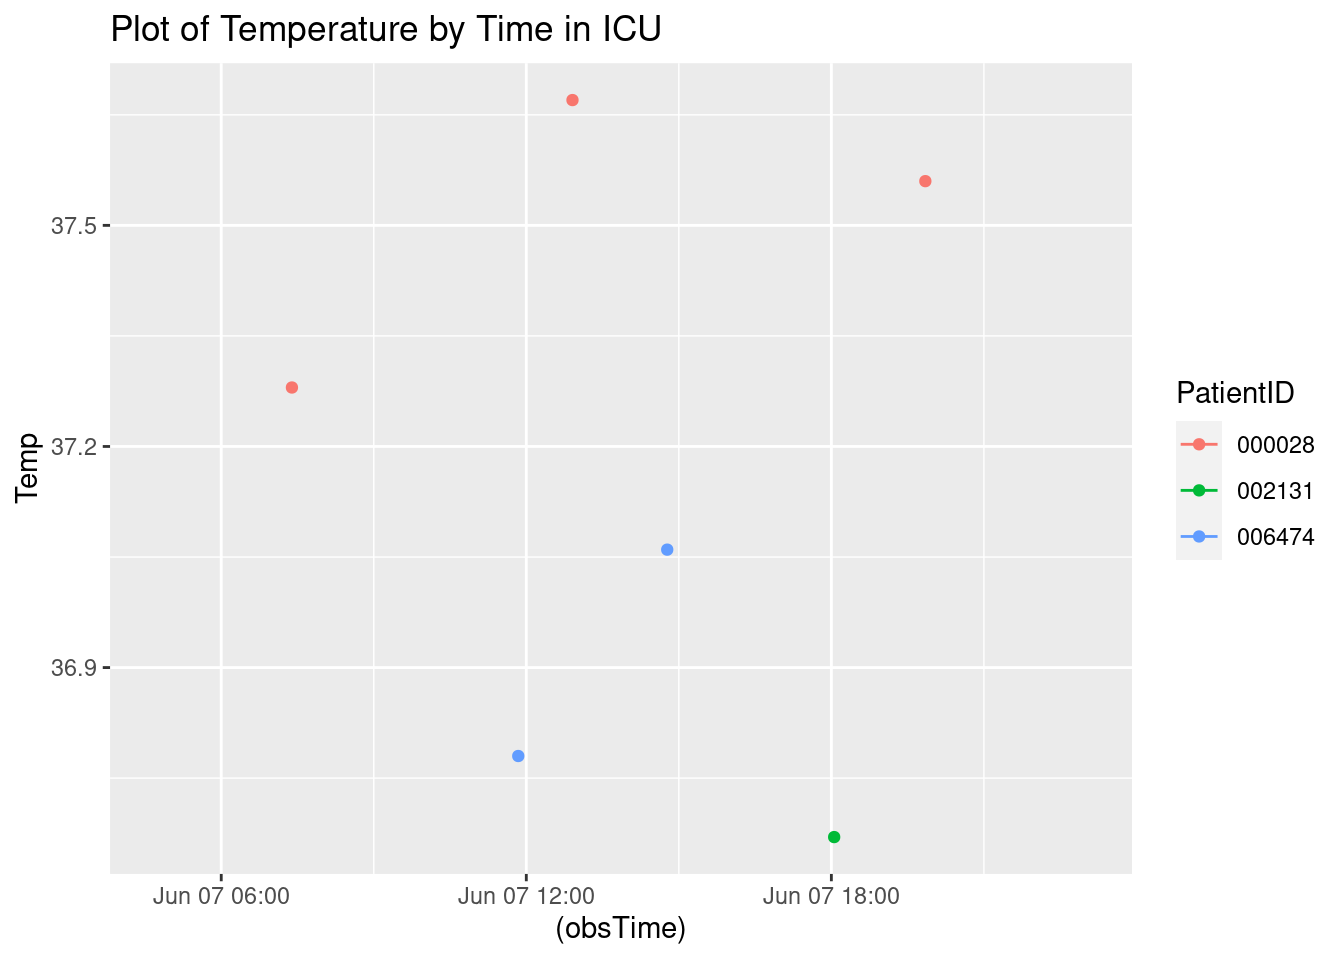 Plot of Temperature by Time in ICU
37.5
37.2
36.9
Temp
Jun 07 06:00
Jun 07 12:00
Jun 07 18:00
(obsTime)
PatientID
000028
002131
006474